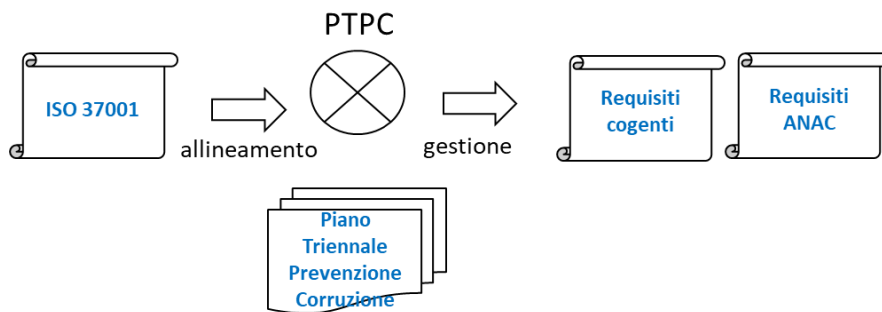 PTPC
ISO 37001
allineamento
gestione
Requisiti
cogenti
Requisiti
ANAC
Piano
Triennale
Prevenzione
Corruzione